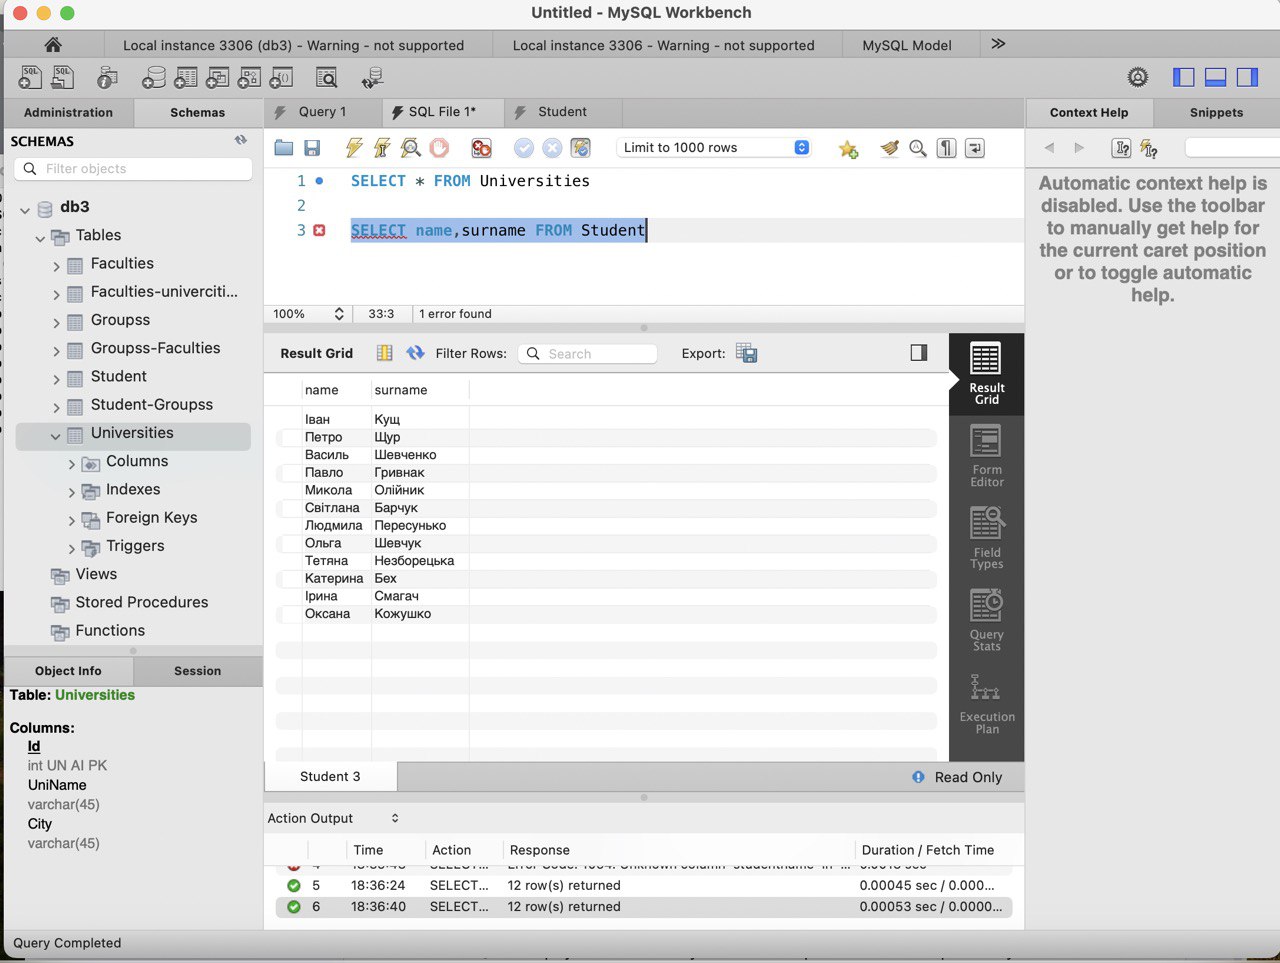 Untitled - MySQL Workbench
Local instance 3306 (db3) - Warning - not supported
Local instance 3306 - Warning - not supported
MySQL Model
Administration
Schemas
Query 1
SQL File 1*
Student
Context Help
Snippets
SCHEMAS
Filter objects
Limit to 1000 rows
db3
Tables
Faculties
Faculties-univerciti...
Groupss
Groupss-Faculties
Student
Student-Groupss
Universities
Columns
Indexes
Foreign Keys
Triggers
Views
Stored Procedures
Functions
1 SELECT * FROM Universities
2
3 SELECT name,surname FROM Student
100%
33:3
1 error found
Automatic context help is
disabled. Use the toolbar
to manually get help for
the current caret position
or to toggle automatic
help.
Result Grid
Filter Rows:
Search
Export:
name surname
Іван Кущ
Петро Щур
Василь Шевченко
Павло Гривнак
Микола Олійник
Світлана Барчук
Людмила Пересунько
Ольга Шевчук
Тетяна Незборецька
Катерина Бех
Ірина Смагач
Оксана Кожушко
Result
Grid
Form
Editor
Field
Types
Query
Stats
Execution
Plan
Object Info
Session
Table: Universities
Columns:
Id
int UN AI PK
UniName
varchar(45)
City
varchar(45)
Student 3
Read Only
Action Output
Time Action Response Duration / Fetch Time
5 18:36:24 SELECT... 12 row(s) returned 0.00045 sec / 0.000...
6 18:36:40 SELECT... 12 row(s) returned 0.00053 sec / 0.0000...
Query Completed